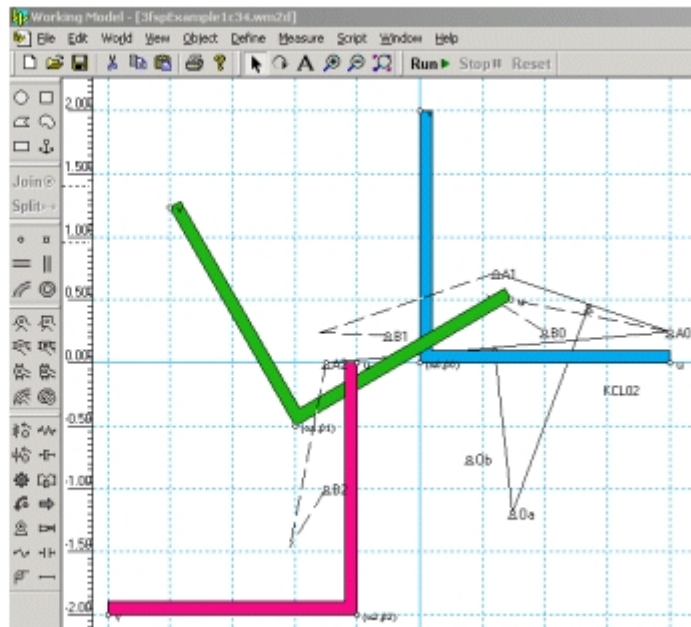 Working Model - [3fspExample1c34.wm2d]
File Edit World View Object Define Measure Script Window Help
Run Stop Reset
2.000
1.500
Join
Split
1.000
0.500
0.000
-0.500
-1.000
-1.500
-2.000
A1
B1
B0
A0
A2
KCL02
Ob
B2
Oa